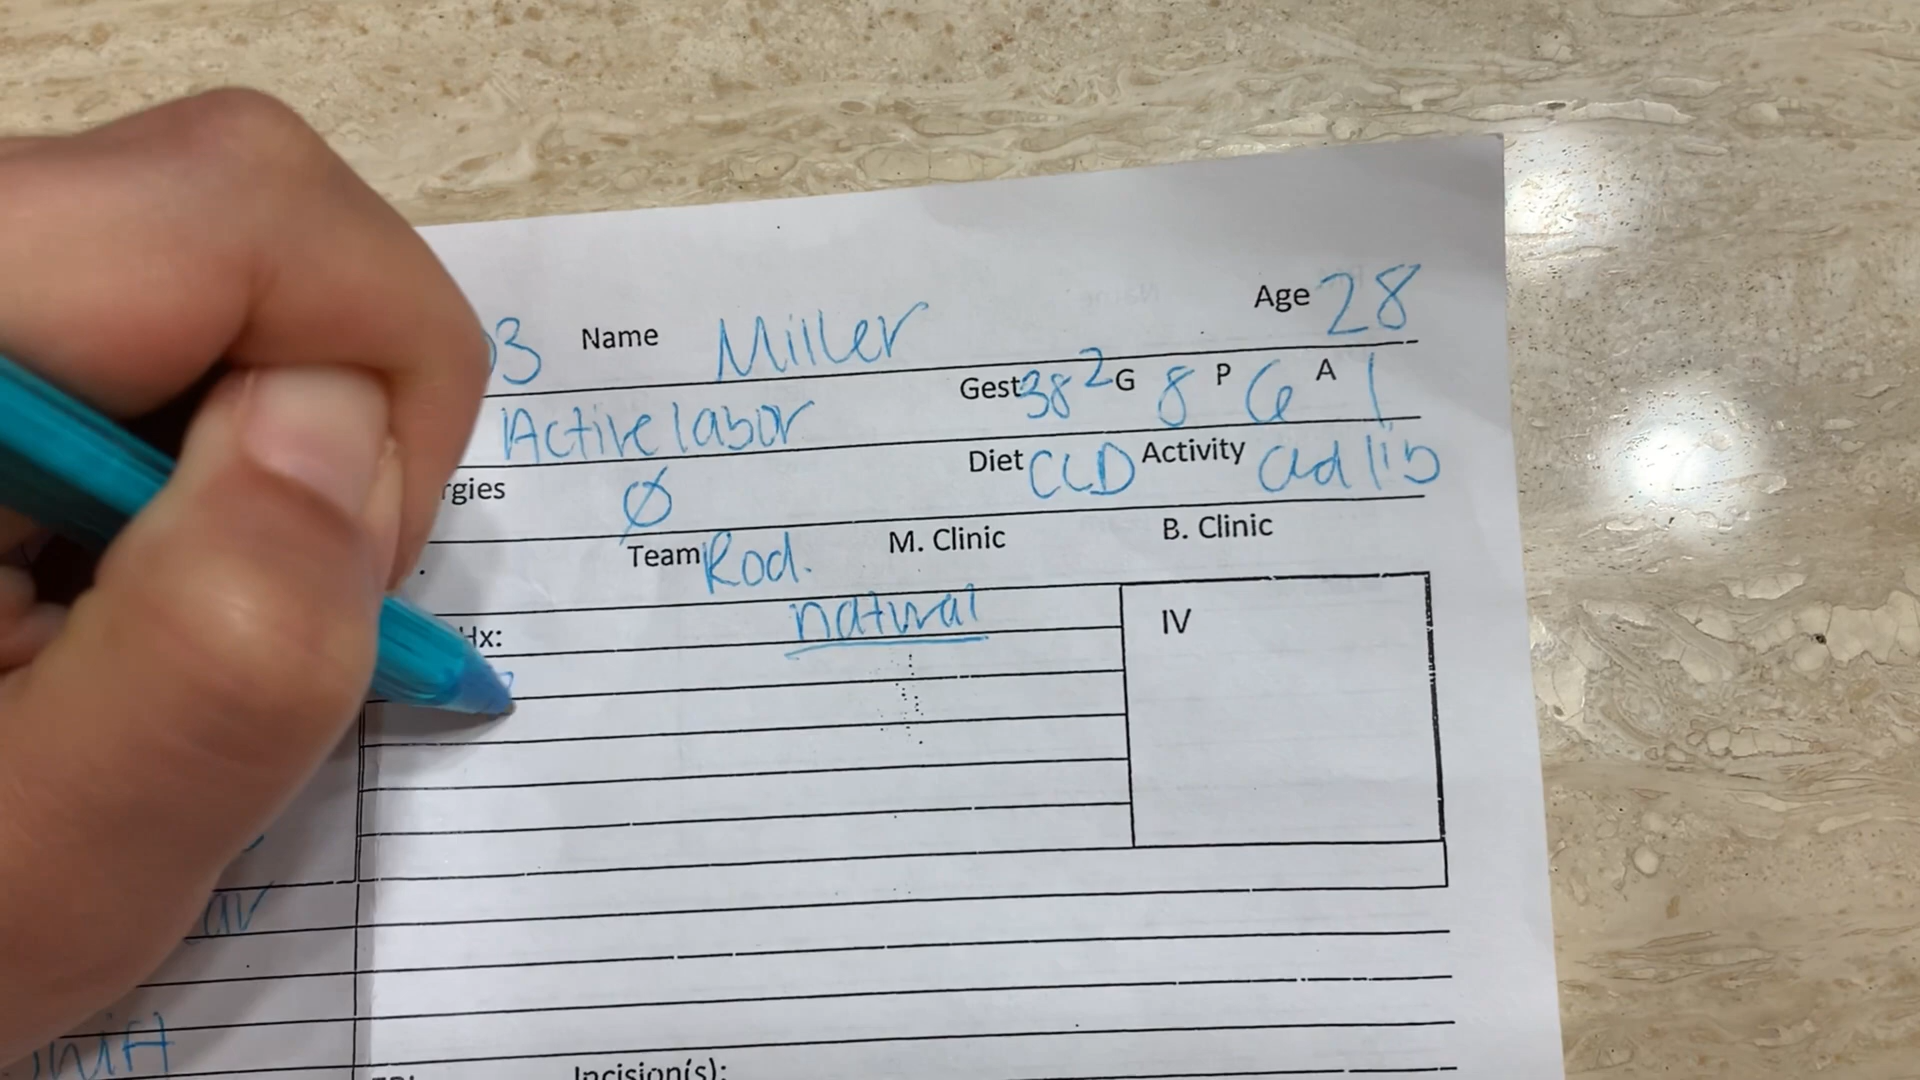 03 Name Miller Age 28
Active labor Gest 38 2 G 8 P 6 A 1
rgies Ø Diet CLD Activity ad lib
Team Rod. M. Clinic B. Clinic
Hx: natural IV
Incision(s):